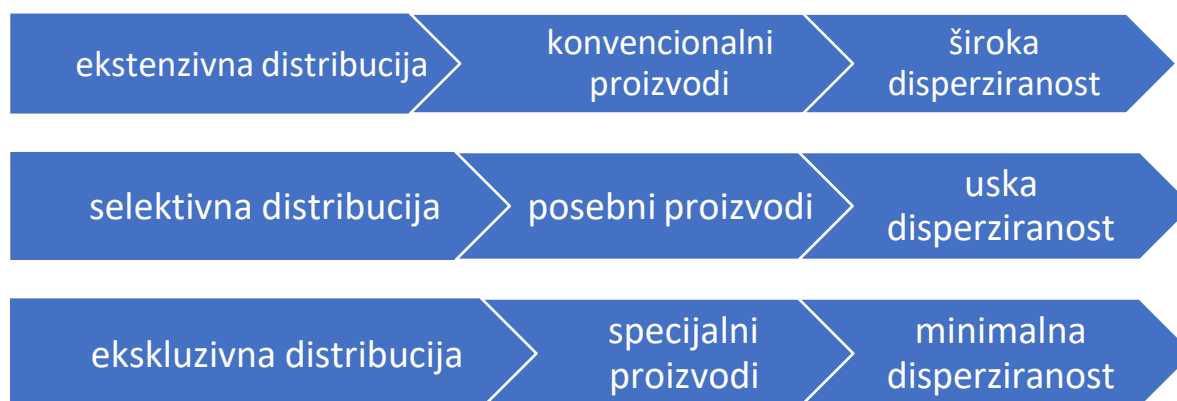 ekstenzivna distribucija
konvencionalni
proizvodi
široka
disperziranost
selektivna distribucija
posebni proizvodi
uska
disperziranost
ekskluzivna distribucija
specijalni
proizvodi
minimalna
disperziranost